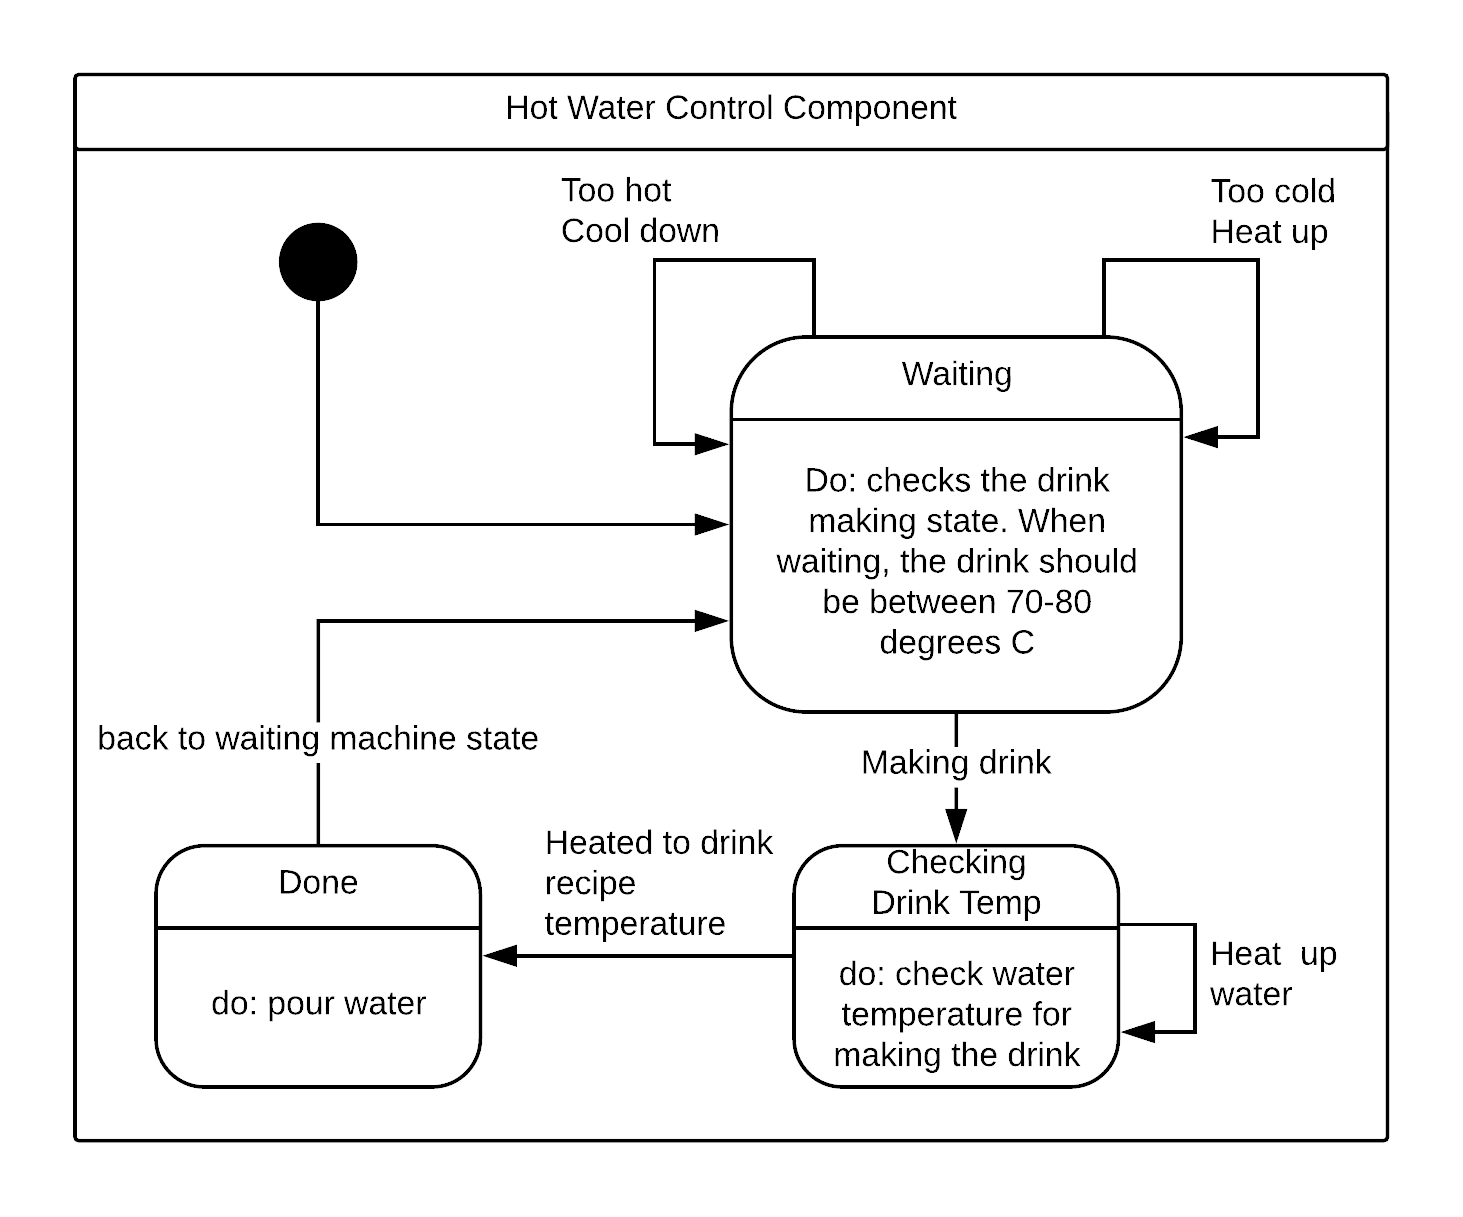 Hot Water Control Component
Too hot
Cool down
Too cold
Heat up
Waiting
Do: checks the drink
making state. When
waiting, the drink should
be between 70-80
degrees C
back to waiting machine state
Making drink
Heated to drink
recipe
temperature
Done
do: pour water
Checking
Drink Temp
do: check water
temperature for
making the drink
Heat  up
water